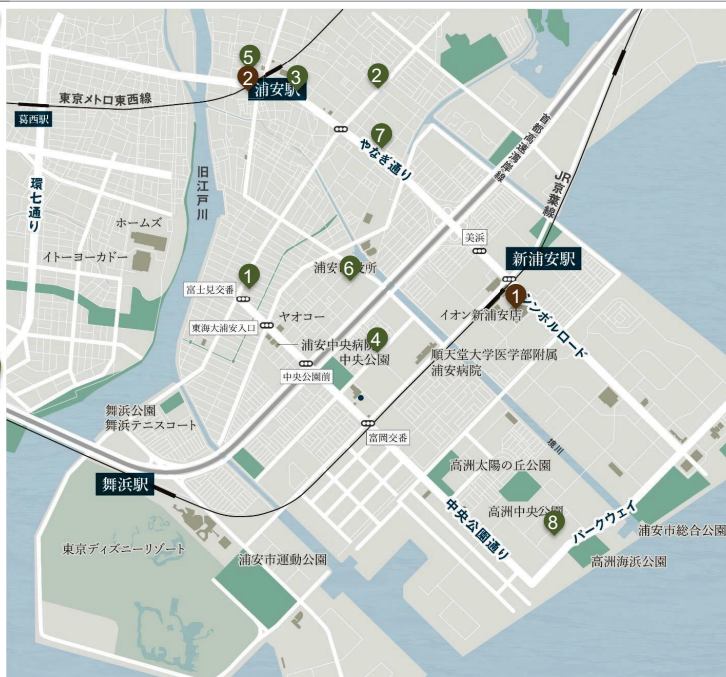 5
2
3
2
浦安駅
東京メトロ東西線
葛西駅
7
やなぎ通り
首都高速湾岸線
JR京葉線
旧江戸川
環七通り
ホームズ
イトーヨーカドー
美浜
新浦安駅
1
富士見交番
6
1
イオン新浦安店
シンボルロード
東海大浦安入口
ヤオコー
4
浦安中央病院
中央公園
中央公園前
順天堂大学医学部附属
浦安病院
舞浜公園
舞浜テニスコート
富岡交番
境川
舞浜駅
高洲太陽の丘公園
中央公園通り
高洲中央公園
8
パークウェイ
浦安市総合公園
高洲海浜公園
東京ディズニーリゾート
浦安市運動公園